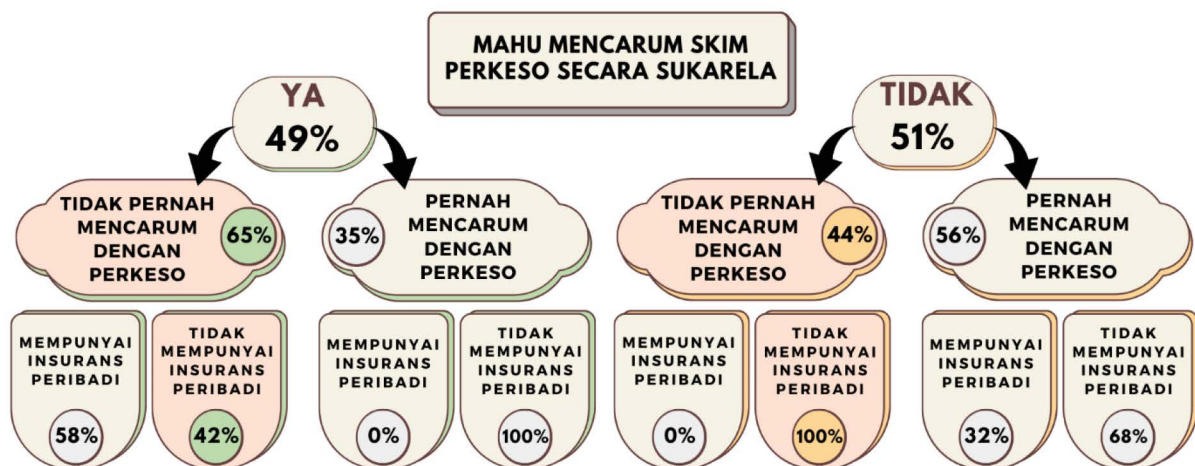 MAHU MENCARUM SKIM
PERKESO SECARA SUKARELA
YA
49%
TIDAK
51%
TIDAK PERNAH
MENCARUM
DENGAN
PERKESO
65%
35%
PERNAH
MENCARUM
DENGAN
PERKESO
TIDAK PERNAH
MENCARUM
DENGAN
PERKESO
44%
56%
PERNAH
MENCARUM
DENGAN
PERKESO
MEMPUNYAI
INSURANS
PERIBADI
58%
TIDAK
MEMPUNYAI
INSURANS
PERIBADI
42%
MEMPUNYAI
INSURANS
PERIBADI
0%
TIDAK
MEMPUNYAI
INSURANS
PERIBADI
100%
MEMPUNYAI
INSURANS
PERIBADI
0%
TIDAK
MEMPUNYAI
INSURANS
PERIBADI
100%
MEMPUNYAI
INSURANS
PERIBADI
32%
TIDAK
MEMPUNYAI
INSURANS
PERIBADI
68%